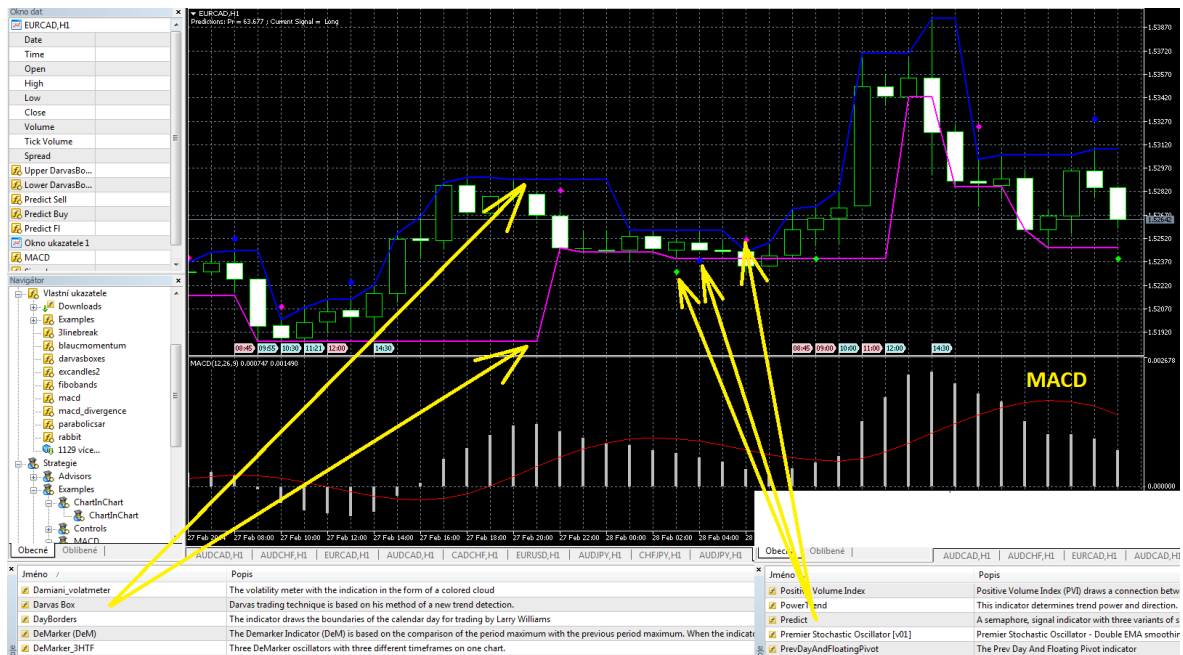 Okno dat
EURCAD,H1
Date
Time
Open
High
Low
Close
Volume
Tick Volume
Spread
Upper DarvasBo...
Lower DarvasBo...
Predict Sell
Predict Buy
Predict FI
Okno ukazatele 1
MACD
Navigátor
Vlastní ukazatele
Downloads
Examples
3linebreak
blaucmomentum
darvasboxes
excandles2
fibobands
macd
macd_divergence
parabolicsar
rabbit
1129 více...
Strategie
Advisors
Examples
ChartInChart
ChartInChart
Controls
MACD
Obecné Oblíbené
EURCAD,H1
Predictions: Pr = 63.677 ; Current Signal = Long
1.53870
1.53720
1.53570
1.53420
1.53270
1.53120
1.52970
1.52820
1.52670
1.52642
1.52520
1.52370
1.52220
1.52070
1.51920
08:45 09:55 10:30 11:21 12:00 14:30 08:45 09:00 10:00 11:00 12:00 14:30
MACD(12,26,9) 0.000747 0.001490
0.002678
MACD
0.000000
27 Feb 2014 27 Feb 08:00 27 Feb 10:00 27 Feb 12:00 27 Feb 14:00 27 Feb 16:00 27 Feb 18:00 27 Feb 20:00 27 Feb 22:00 28 Feb 00:00 28 Feb 02:00 28 Feb 04:00 28
AUDCAD,H1 AUDCHF,H1 EURCAD,H1 AUDCAD,H1 CADCHF,H1 EURUSD,H1 AUDJPY,H1 CHFJPY,H1 AUDJPY,H1
Oblíbené AUDCAD,H1 AUDCHF,H1 EURCAD,H1 AUDCAD,H1
Jméno / Popis
Damiani_volatmeter The volatility meter with the indication in the form of a colored cloud
Darvas Box Darvas trading technique is based on his method of a new trend detection.
DayBorders The indicator draws the boundaries of the calendar day for trading by Larry Williams
DeMarker (DeM) The Demarker Indicator (DeM) is based on the comparison of the period maximum with the previous period maximum. When the indicato
DeMarker_3HTF Three DeMarker oscillators with three different timeframes on one chart.
Jméno Popis
Positive Volume Index Positive Volume Index (PVI) draws a connection betw
PowerTrend This indicator determines trend power and direction.
Predict A semaphore, signal indicator with three variants of s
Premier Stochastic Oscillator [v01] Premier Stochastic Oscillator - Double EMA smoothin
PrevDayAndFloatingPivot The Prev Day And Floating Pivot indicator